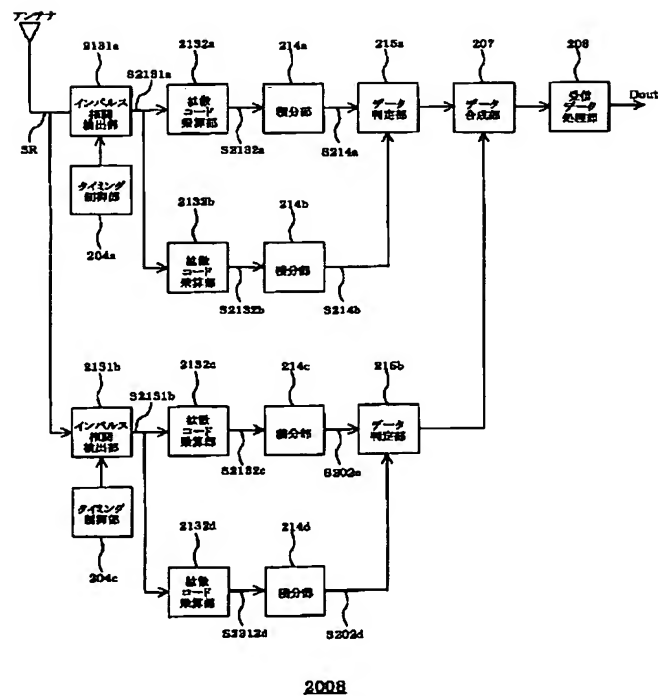 アンテナ
2131a
S2131a
2132a
214a
215a
207
208
インパルス
相関
検出部
拡散
コード
乗算部
積分部
データ
判定部
データ
合成部
受信
データ
処理部
Dout
SR
S2132a
S214a
タイミング
制御部
204a
2132b
214b
拡散
コード
乗算部
積分部
S2132b
S214b
2131b
S2131b
2132c
214c
215b
インパルス
相関
検出部
拡散
コード
乗算部
積分部
データ
判定部
S2132c
タイミング
制御部
204c
2132d
214d
拡散
コード
乗算部
積分部
S202d
2008